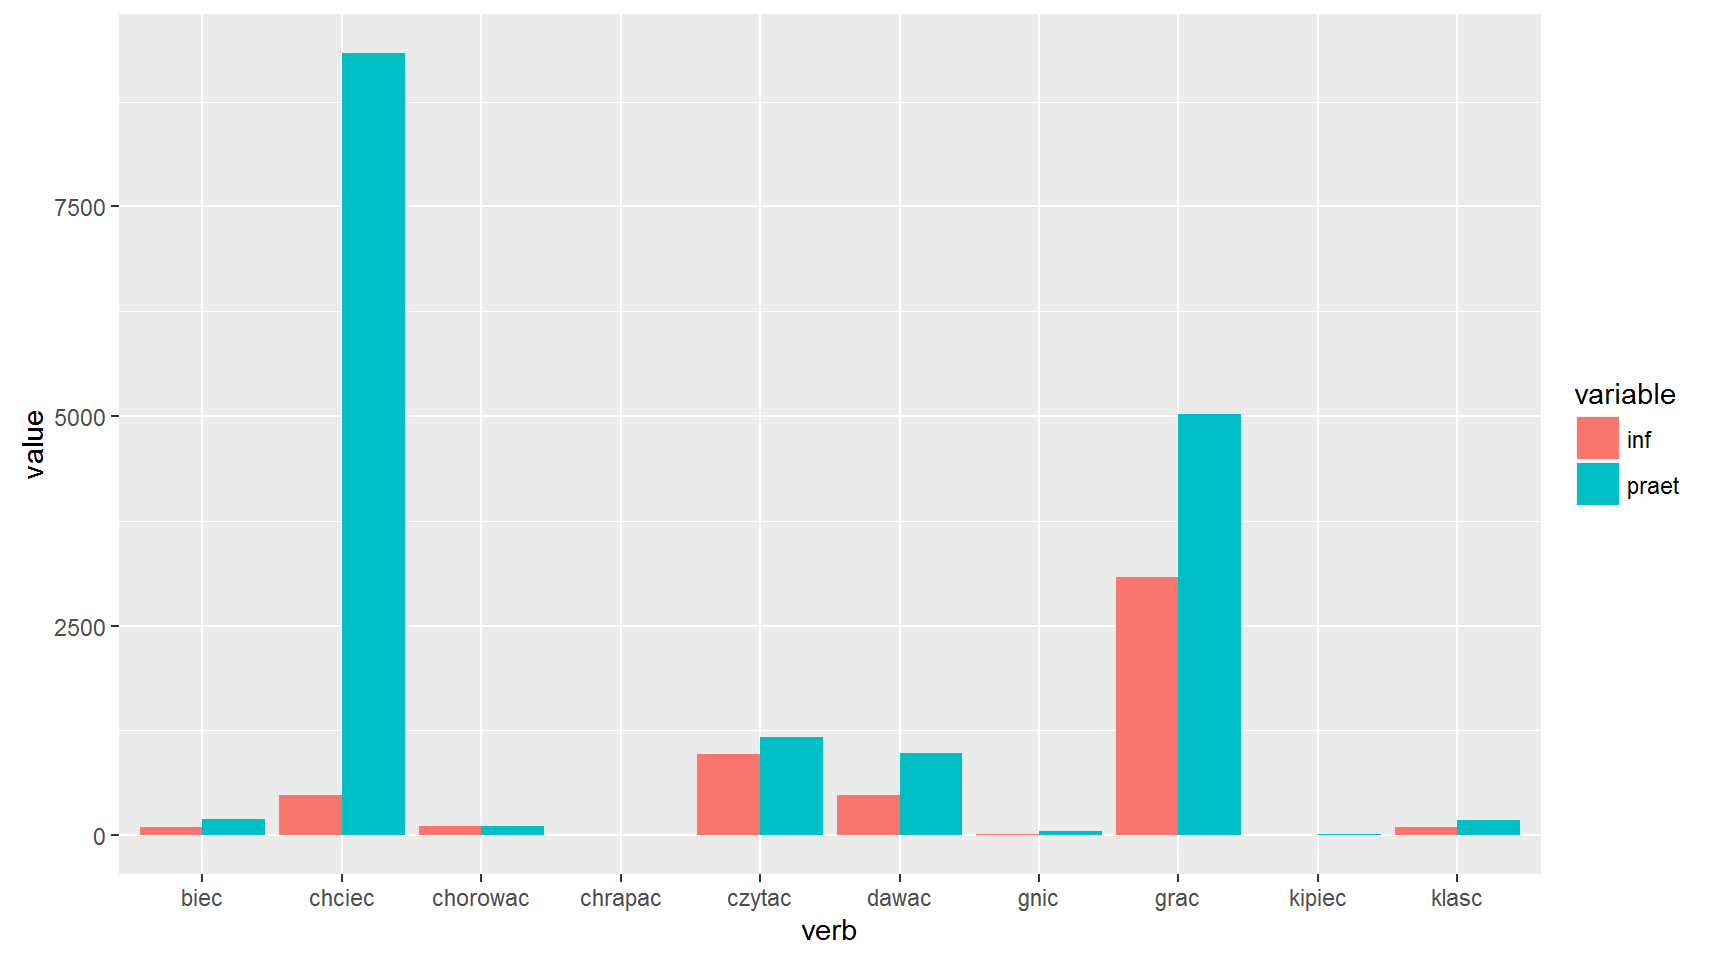 7500
5000
2500
0
value
biec chciec chorowac chrapac czytac dawac gnic grac kipiec klasc
verb
variable
inf
praet